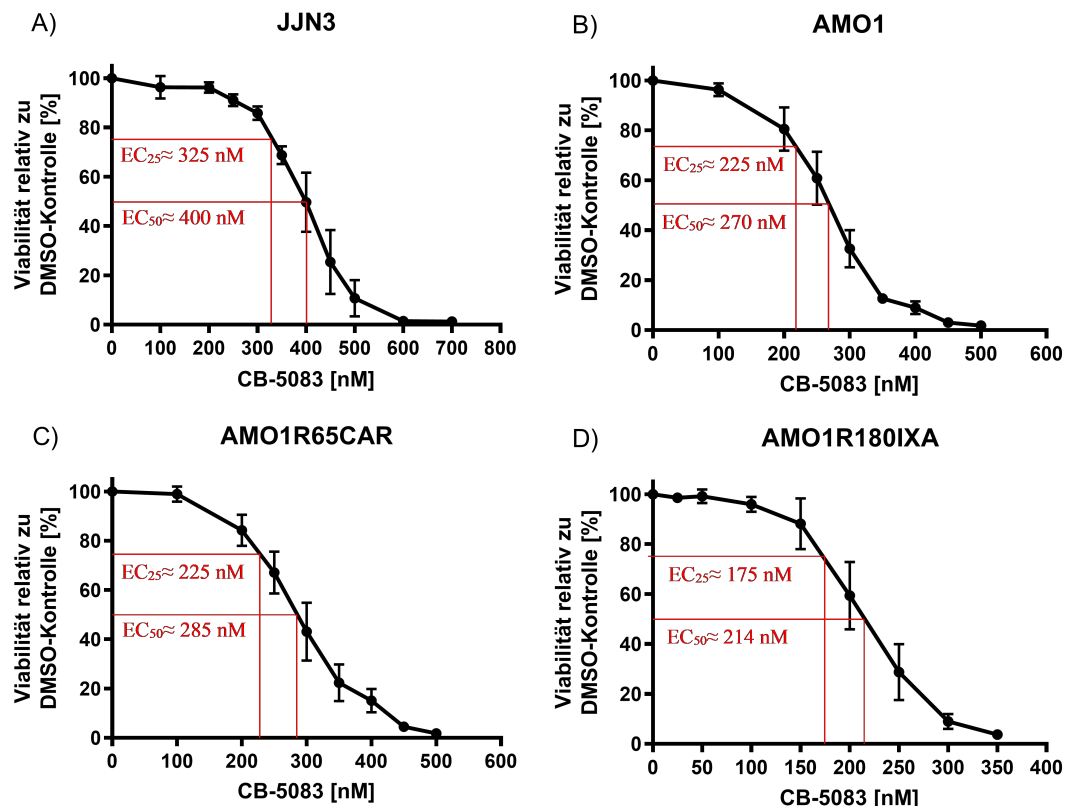 A)
JJN3
Viabilität relativ zu
DMSO-Kontrolle [%]
100
80
60
40
20
0
EC₂₅≈ 325 nM
EC₅₀≈ 400 nM
0 100 200 300 400 500 600 700 800
CB-5083 [nM]
B)
AMO1
Viabilität relativ zu
DMSO-Kontrolle [%]
100
80
60
40
20
0
EC₂₅≈ 225 nM
EC₅₀≈ 270 nM
0 100 200 300 400 500 600
CB-5083 [nM]
C)
AMO1R65CAR
Viabilität relativ zu
DMSO-Kontrolle [%]
100
80
60
40
20
0
EC₂₅≈ 225 nM
EC₅₀≈ 285 nM
0 100 200 300 400 500 600
CB-5083 [nM]
D)
AMO1R180IXA
Viabilität relativ zu
DMSO-Kontrolle [%]
100
80
60
40
20
0
EC₂₅≈ 175 nM
EC₅₀≈ 214 nM
0 50 100 150 200 250 300 350 400
CB-5083 [nM]